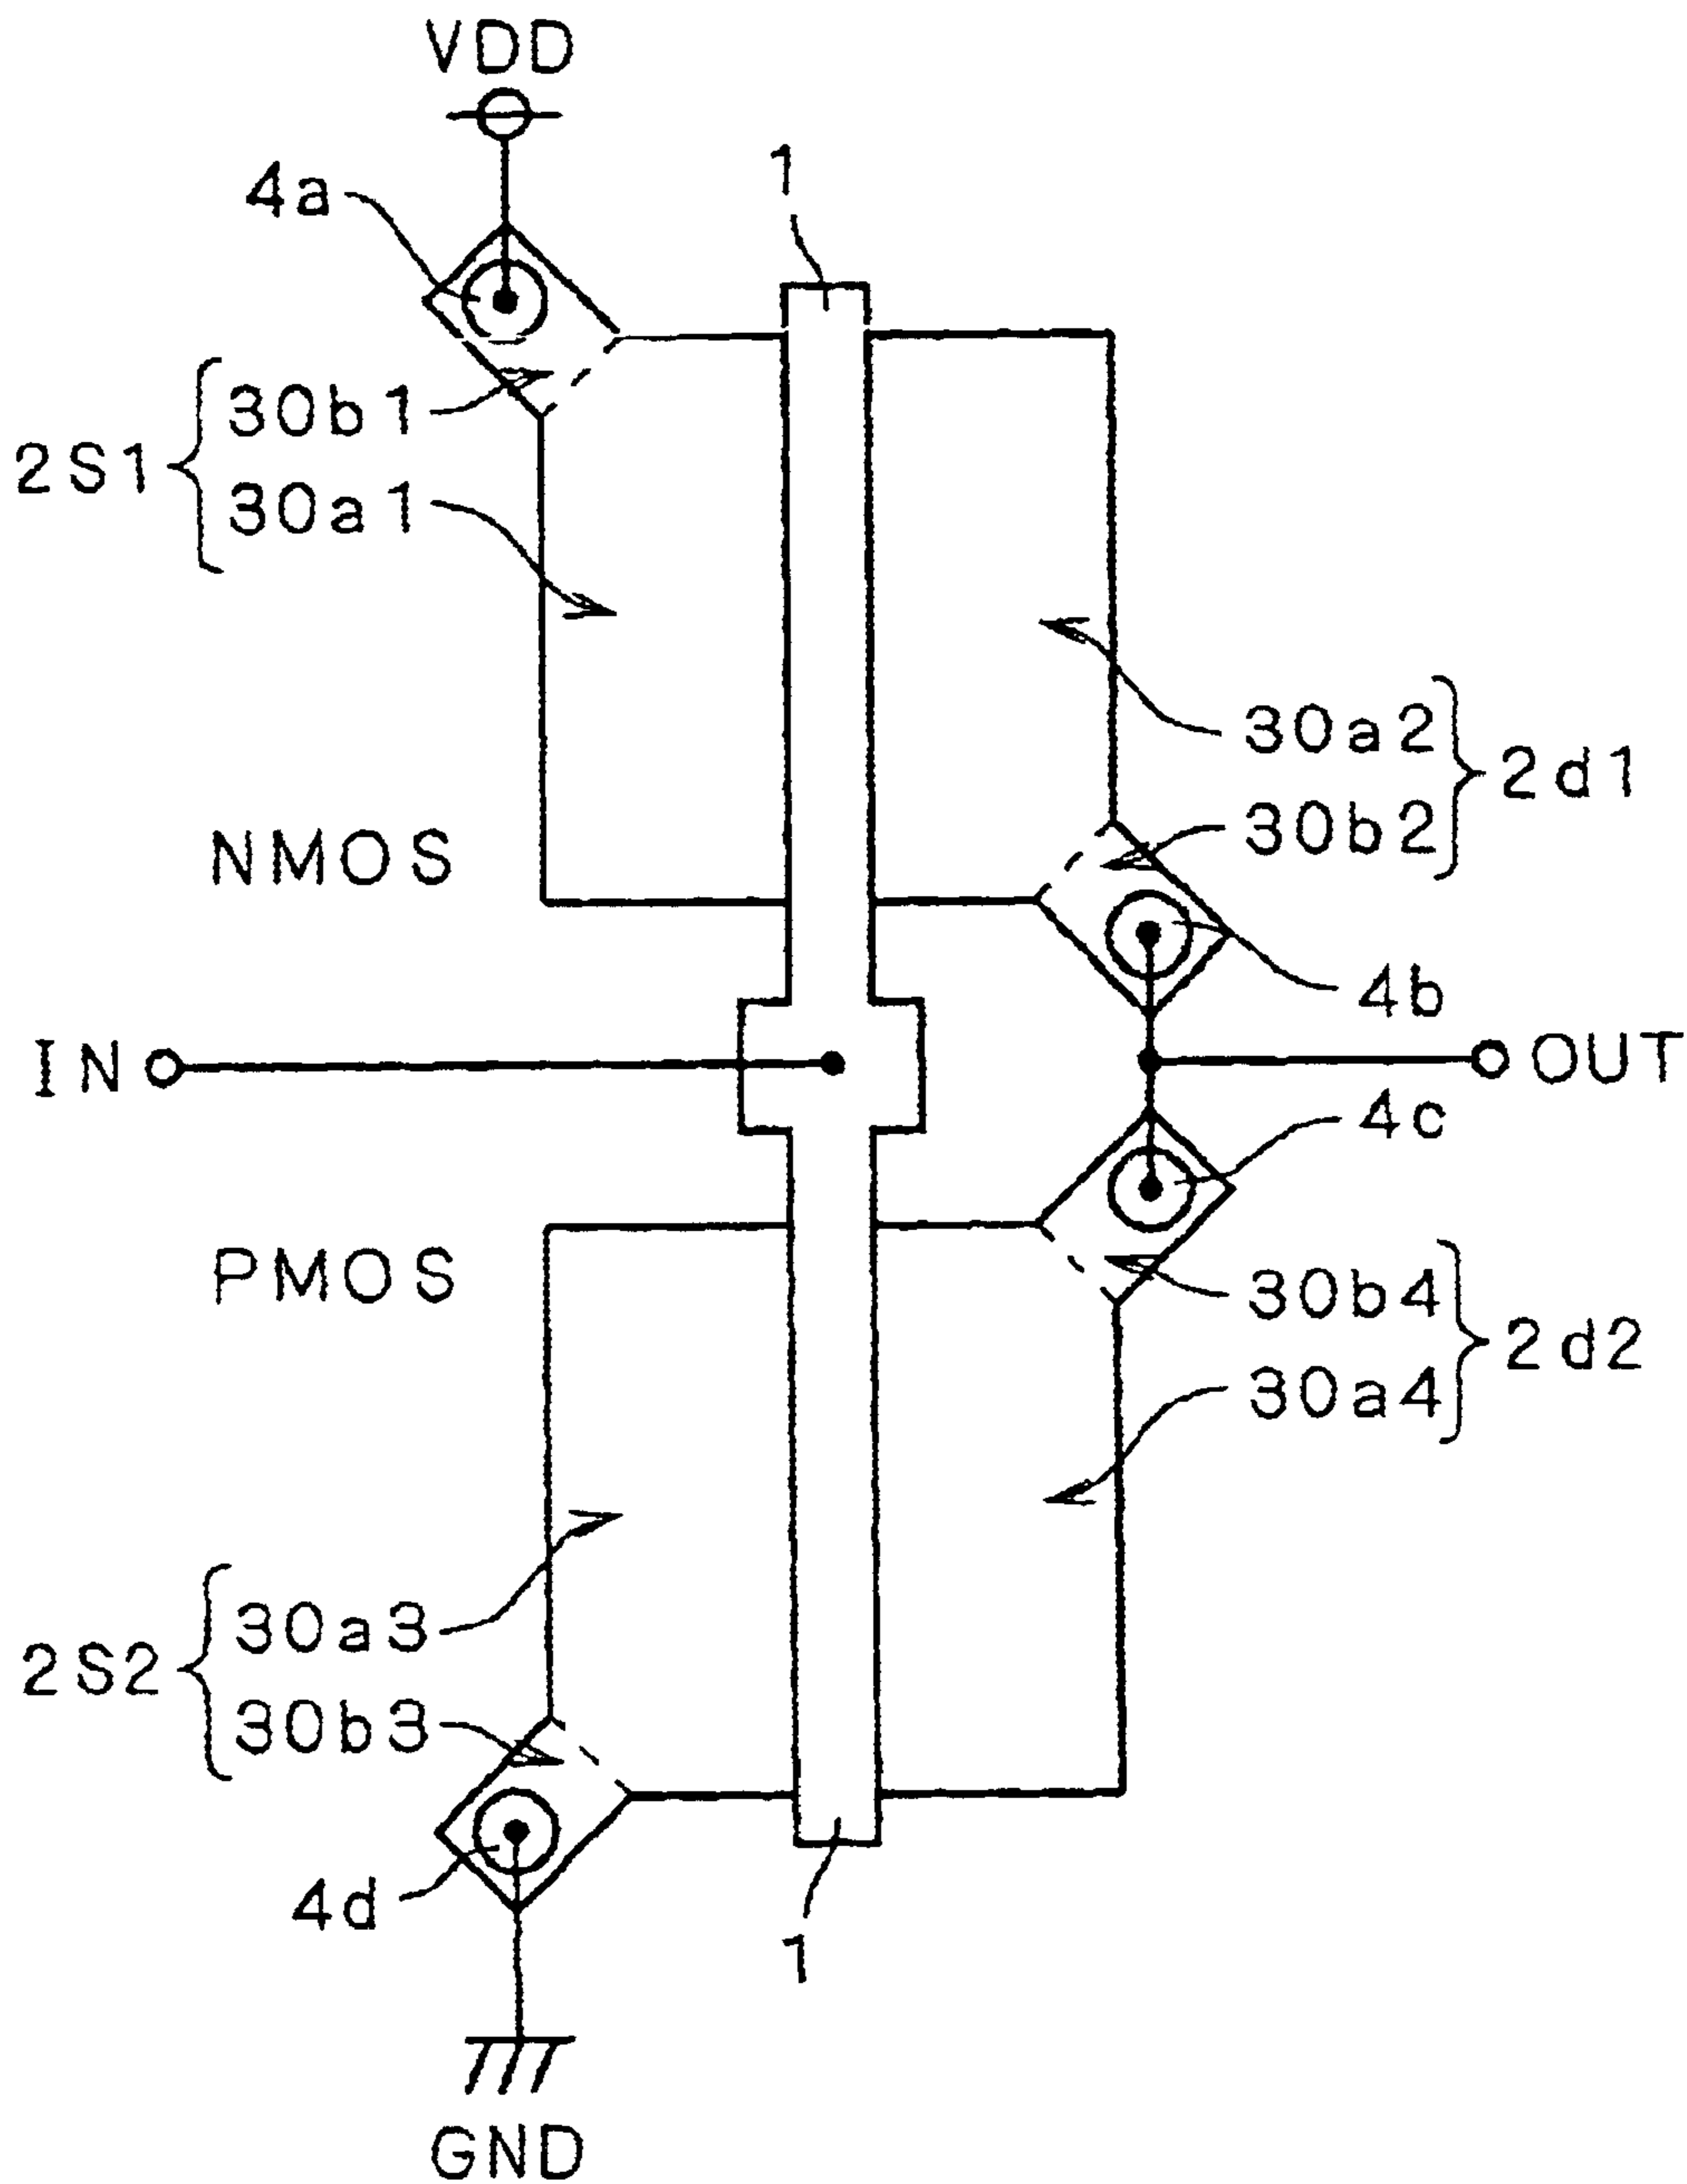 VDD
1
4a
30b1
2S1
30a1
30a2
2d1
30b2
NMOS
4b
IN
OUT
4c
PMOS
30b4
2d2
30a4
30a3
2S2
30b3
4d
1
GND